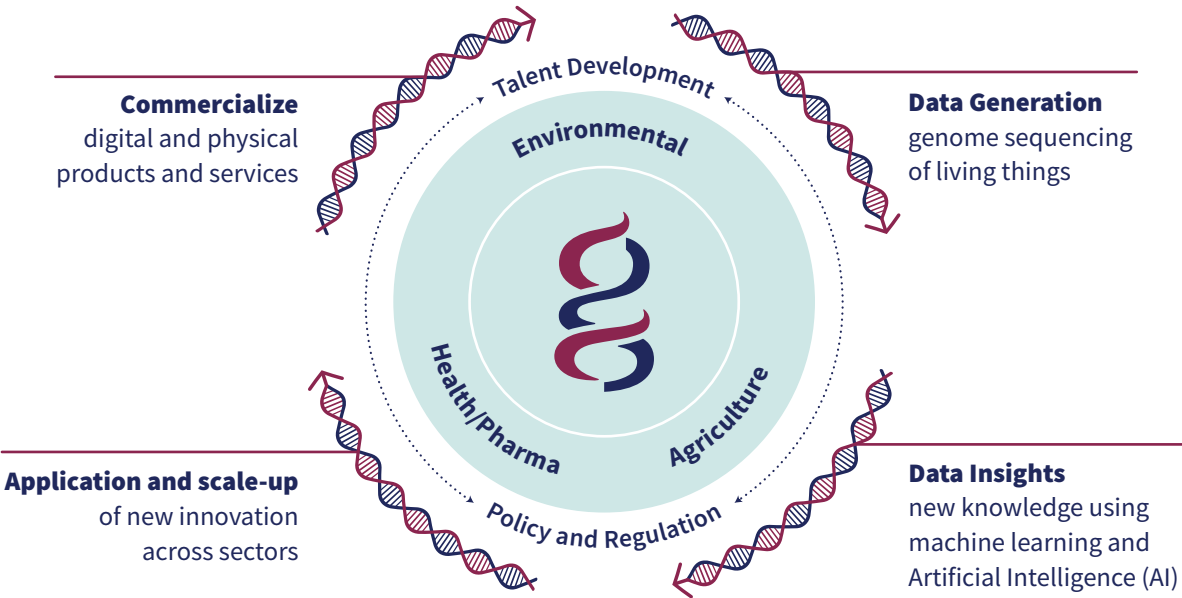 Talent Development
Environmental
Commercialize
digital and physical
products and services
Data Generation
genome sequencing
of living things
Health/Pharma
Agriculture
Application and scale-up
of new innovation
across sectors
Data Insights
new knowledge using
machine learning and
Artificial Intelligence (AI)
Policy and Regulation